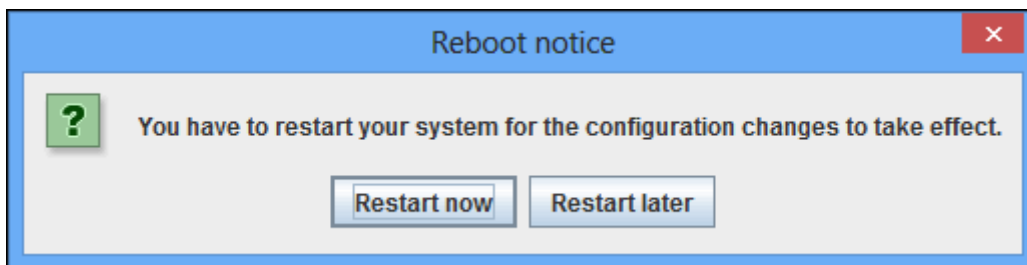 Reboot notice
You have to restart your system for the configuration changes to take effect.
Restart now
Restart later